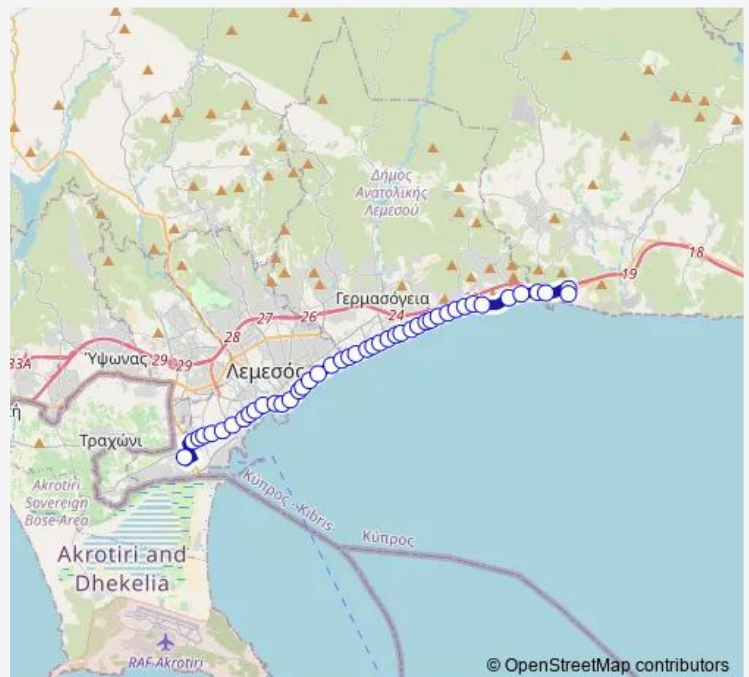 Δήμος
Ανατολικής
Λεμεσού
18
19
Γερμασόγεια
24
26
27
28
33A
Ύψωνας
29
29
Λεμεσός
Τραχώνι
Akrotiri
Sovereign
Base Area
Κύπρος - Kıbrıs
Κύπρος
Akrotiri and
Dhekelia
RAF Akrotiri
© OpenStreetMap contributors